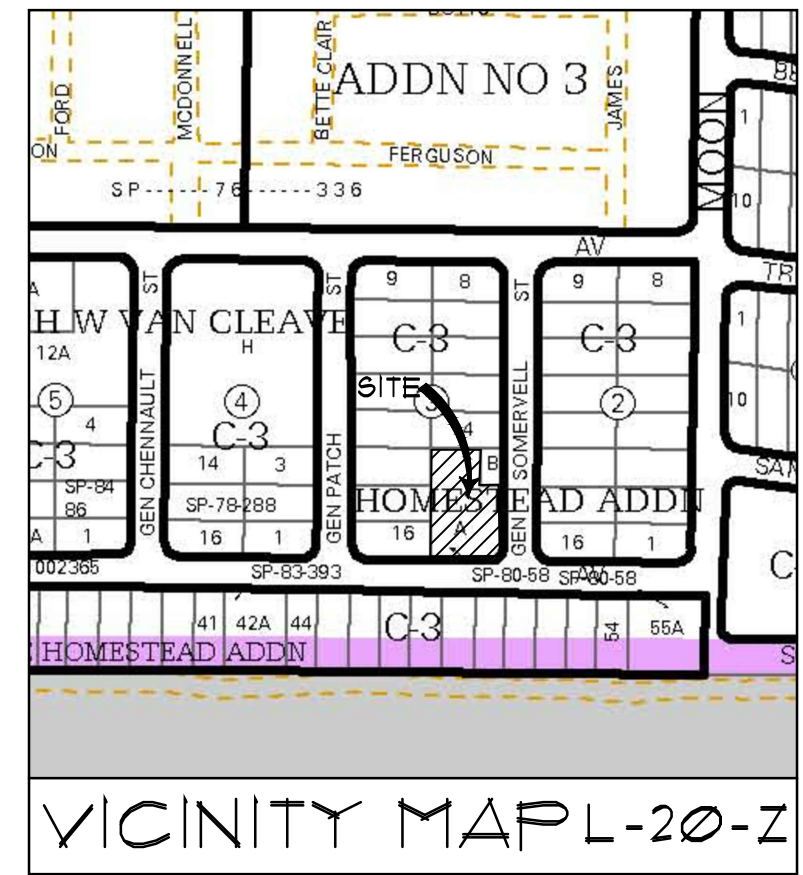 ADDN NO 3
FORD
MCDONNELL
BETTE CLAIR
JAMES
MOON
1
ON
FERGUSON
SP------76------336
10
AV
TR
A
ST
ST
9
8
ST
9
8
H W VAN CLEAVE
12A
H
C-3
C-3
1
5
4
SITE
2
10
4
C-3
C-3
4
GEN CHENNAULT
14
3
GEN PATCH
B
GEN SOMERVELL
SAN
SP-84
86
SP-78-288
HOMESTEAD ADDN
A
1
16
1
16
A
16
1
002365
SP-83-393
SP-80-58
SP-80-58
AV
C-
41
42A
44
C-3
54
55A
HOMESTEAD ADDN
S
VICINITY MAP L-20-Z